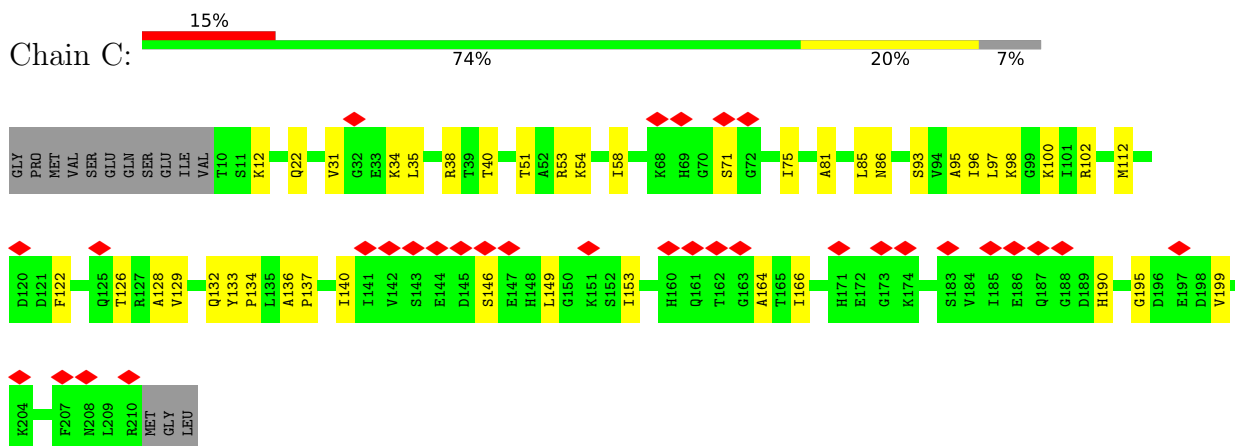 15%
Chain C:
74% 20% 7%
GLY PRO MET VAL SER GLU GLN SER GLU ILE VAL T10 S11 K12 Q22 V31 G32 E33 K34 L35 R38 T39 T40 T51 A52 R53 K54 I58 K68 H69 G70 S71 G72 I75 A81 L85 N86 S93 V94 A95 I96 L97 K98 G99 K100 I101 R102 M112
D120 D121 F122 Q125 T126 R127 A128 V129 Q132 Y133 P134 L135 A136 P137 I140 I141 V142 S143 E144 D145 S146 E147 H148 L149 G150 K151 S152 I153 H160 Q161 T162 G163 A164 T165 I166 H171 E172 G173 K174 S183 V184 I185 E186 Q187 G188 D189 H190 G195 D196 E197 D198 V199
K204 F207 N208 L209 R210 MET GLY LEU